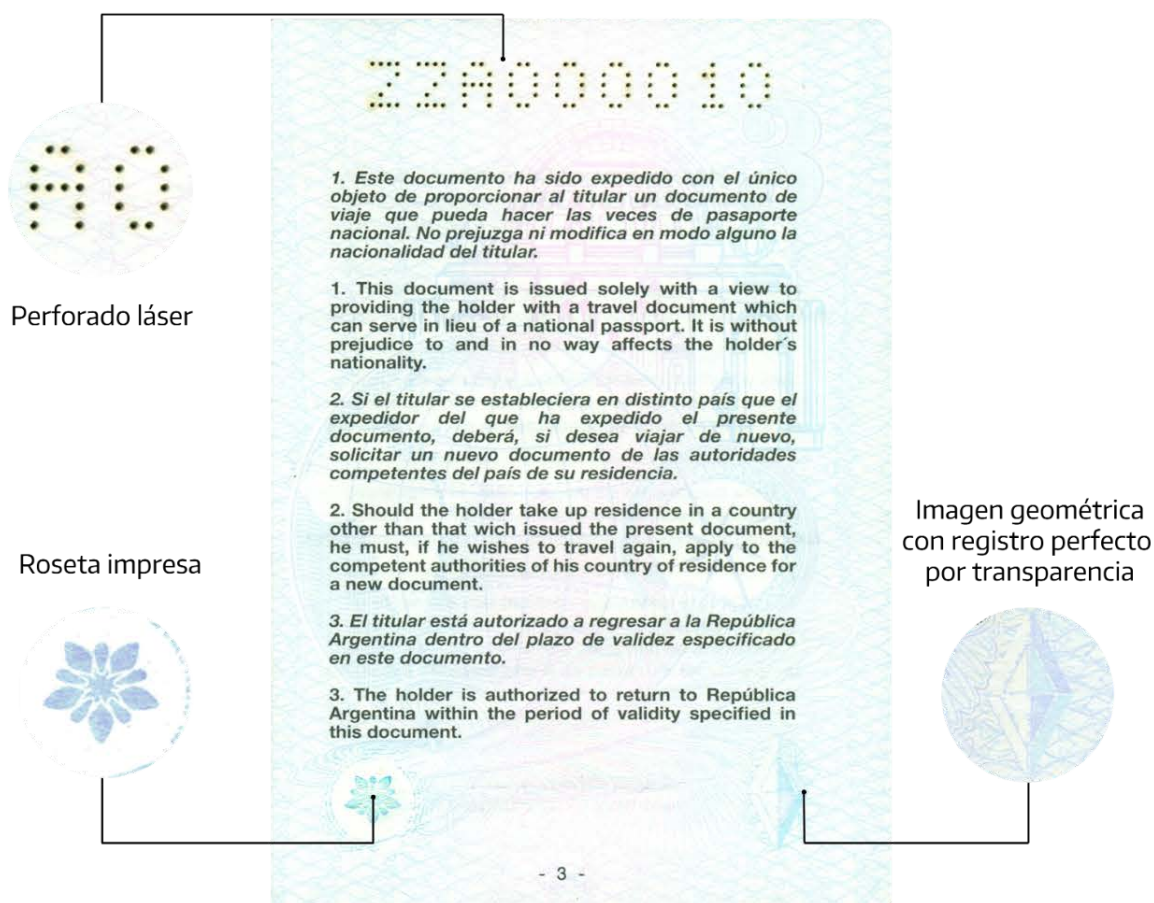 ZZA000010
A0
Perforado láser
1. Este documento ha sido expedido con el único
objeto de proporcionar al titular un documento de
viaje que pueda hacer las veces de pasaporte
nacional. No prejuzga ni modifica en modo alguno la
nacionalidad del titular.
1. This document is issued solely with a view to
providing the holder with a travel document which
can serve in lieu of a national passport. It is without
prejudice to and in no way affects the holder´s
nationality.
2. Si el titular se estableciera en distinto país que el
expedidor del que ha expedido el presente
documento, deberá, si desea viajar de nuevo,
solicitar un nuevo documento de las autoridades
competentes del país de su residencia.
2. Should the holder take up residence in a country
other than that wich issued the present document,
he must, if he wishes to travel again, apply to the
competent authorities of his country of residence for
a new document.
3. El titular está autorizado a regresar a la República
Argentina dentro del plazo de validez especificado
en este documento.
3. The holder is authorized to return to República
Argentina within the period of validity specified in
this document.
Roseta impresa
Imagen geométrica
con registro perfecto
por transparencia
- 3 -